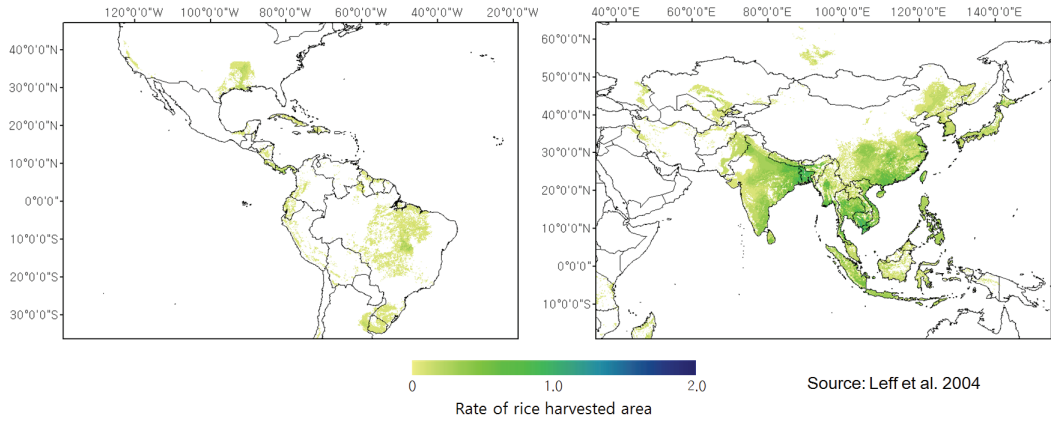 120°0'0"W 100°0'0"W 80°0'0"W 60°0'0"W 40°0'0"W 20°0'0"W
40°0'0"N
30°0'0"N
20°0'0"N
10°0'0"N
0°0'0"
10°0'0"S
20°0'0"S
30°0'0"S
40°0'0"E 60°0'0"E 80°0'0"E 100°0'0"E 120°0'0"E 140°0'0"E
60°0'0"N
50°0'0"N
40°0'0"N
30°0'0"N
20°0'0"N
10°0'0"N
0°0'0"
10°0'0"S
0 1.0 2.0
Rate of rice harvested area
Source: Leff et al. 2004